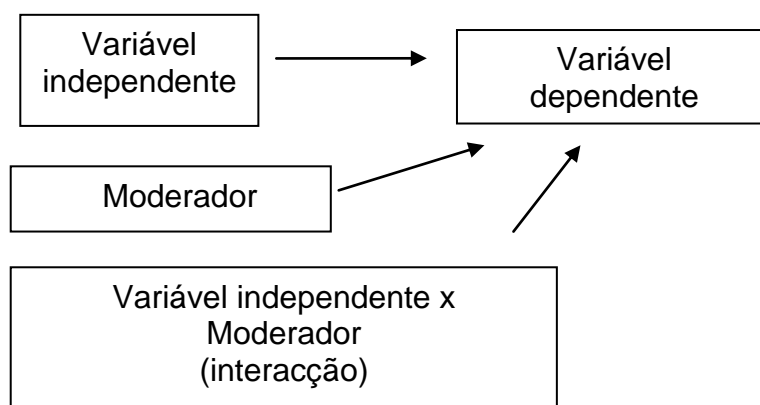 Variável
independente
Variável
dependente
Moderador
Variável independente x
Moderador
(interacção)